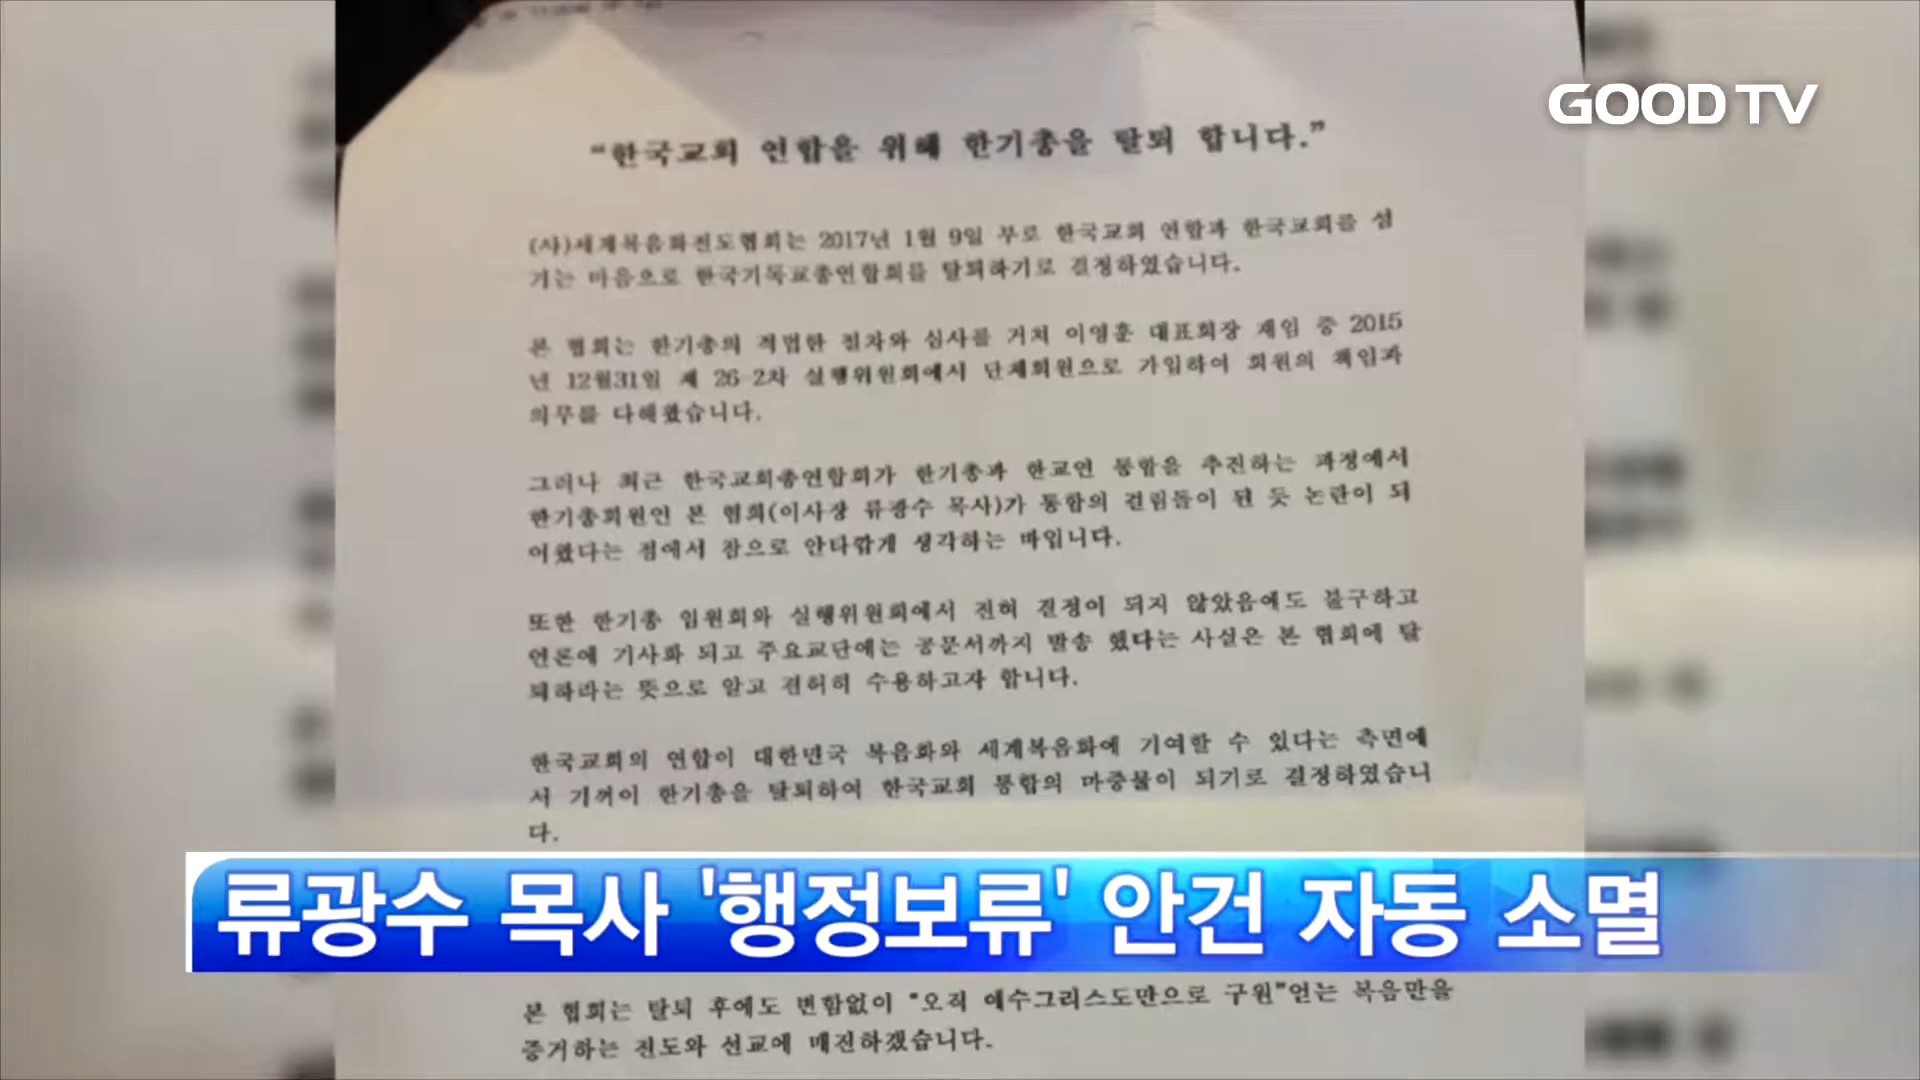 GOOD TV
“한국교회 연합을 위해 한기총을 탈퇴 합니다.”
(사)세계복음화전도협회는 2017년 1월 9일 부로 한국교회 연합과 한국교회를 섬
기는 마음으로 한국기독교총연합회를 탈퇴하기로 결정하였습니다.
본 협회는 한기총의 적법한 절차와 심사를 거쳐 이영훈 대표회장 재임 중 2015
년 12월31일 제 26-2차 실행위원회에서 단체회원으로 가입하여 회원의 책임과
의무를 다해왔습니다.
그러나 최근 한국교회총연합회가 한기총과 한교연 통합을 추진하는 과정에서
한기총회원인 본 협회(이사장 류광수 목사)가 통합의 걸림돌이 된 듯 논란이 되
어왔다는 점에서 참으로 안타깝게 생각하는 바입니다.
또한 한기총 임원회와 실행위원회에서 전혀 결정이 되지 않았음에도 불구하고
언론에 기사화 되고 주요교단에는 공문서까지 발송 했다는 사실은 본 협회에 탈
퇴하라는 뜻으로 알고 겸허히 수용하고자 합니다.
한국교회의 연합이 대한민국 복음화와 세계복음화에 기여할 수 있다는 측면에
서 기꺼이 한기총을 탈퇴하여 한국교회 통합의 마중물이 되기로 결정하였습니
다.
류광수 목사 '행정보류' 안건 자동 소멸
본 협회는 탈퇴 후에도 변함없이 “오직 예수그리스도만으로 구원”얻는 복음만을
증거하는 전도와 선교에 매진하겠습니다.